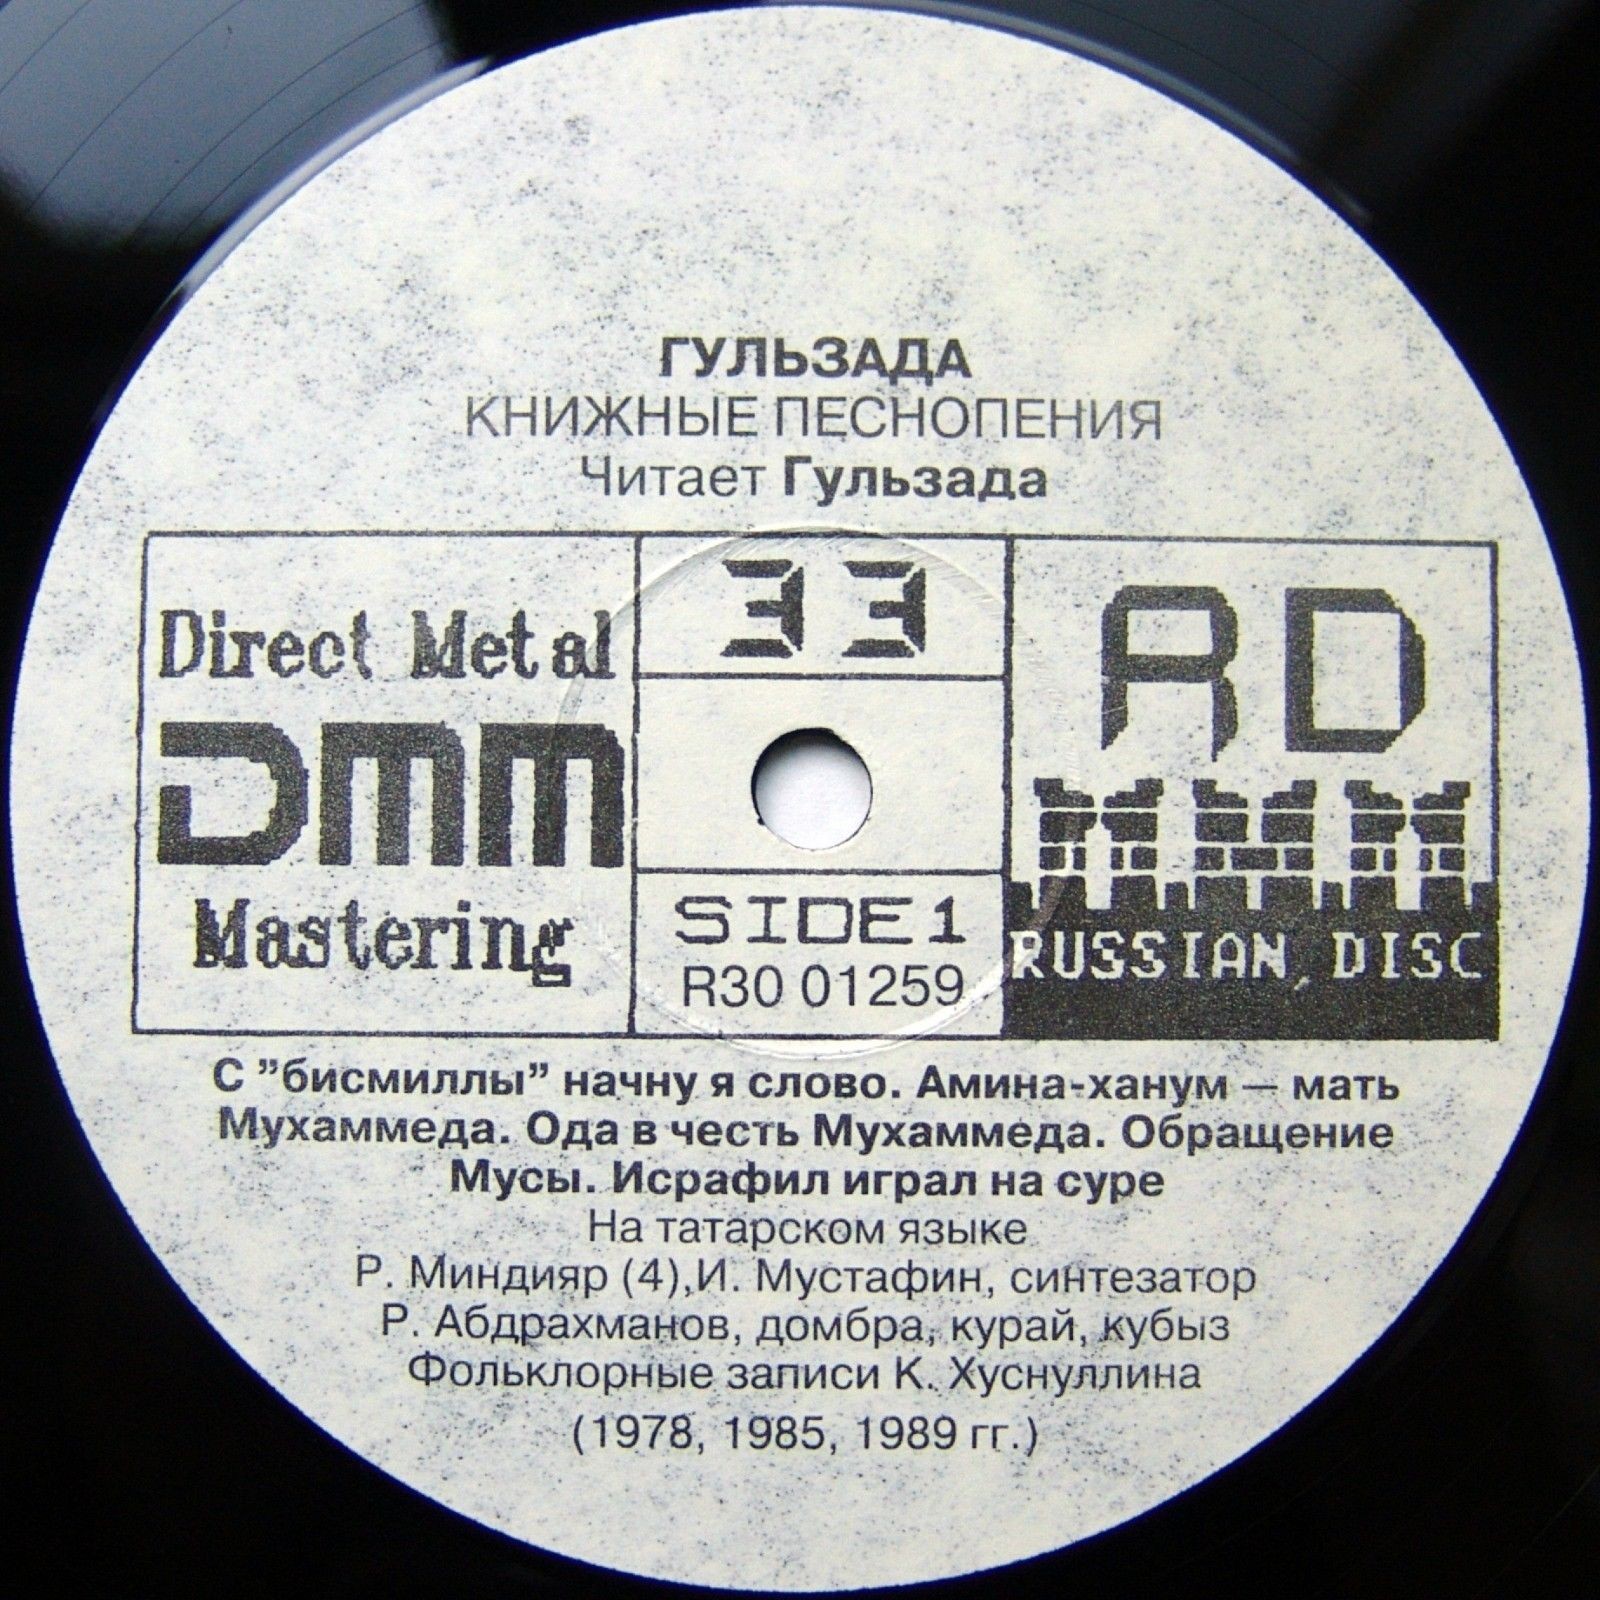 ГУЛЬЗАДА
КНИЖНЫЕ ПЕСНОПЕНИЯ
Читает Гульзада
Direct Metal
DMM
Mastering
33
SIDE 1
R30 01259
RD
RUSSIAN DISC
С "бисмиллы" начну я слово. Амина-ханум — мать
Мухаммеда. Ода в честь Мухаммеда. Обращение
Мусы. Исрафил играл на суре
На татарском языке
Р. Миндияр (4),И. Мустафин, синтезатор
Р. Абдрахманов, домбра, курай, кубыз
Фольклорные записи К. Хуснуллина
(1978, 1985, 1989 гг.)